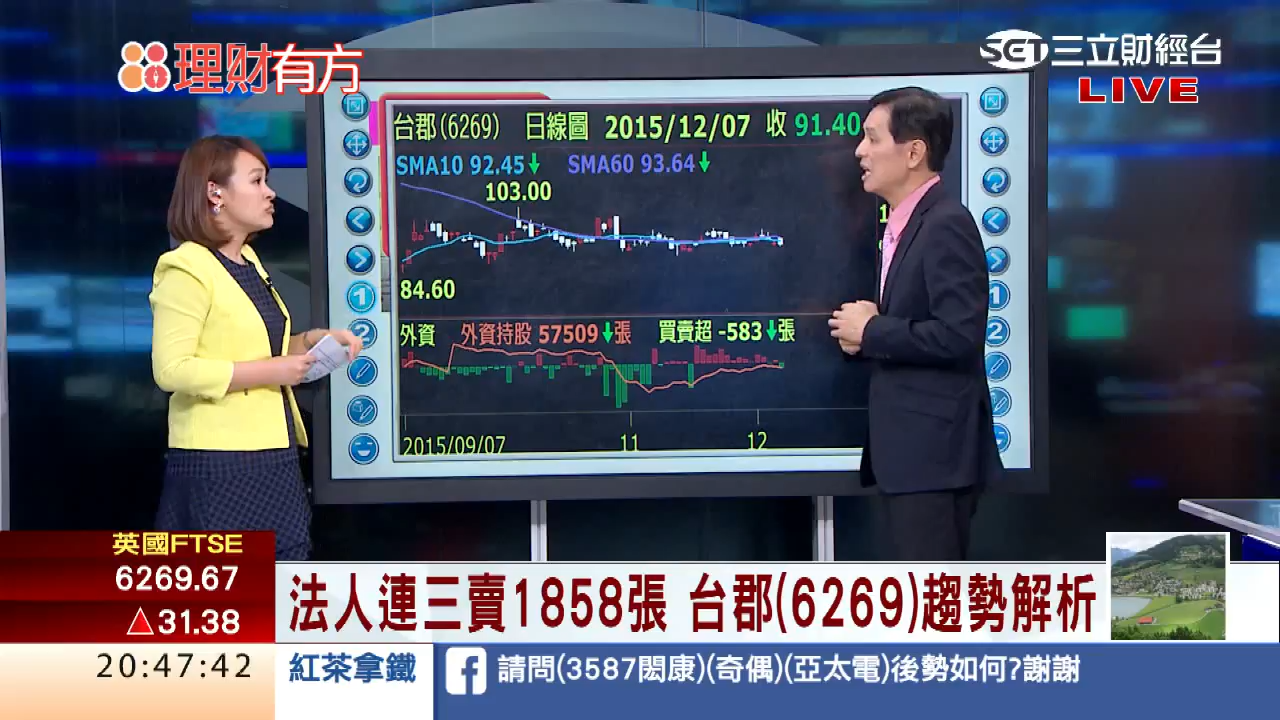 理財有方
SET三立財經台
LIVE
台郡(6269) 日線圖 2015/12/07 收 91.40
SMA10 92.45↓ SMA60 93.64↓
103.00
84.60
外資 外資持股 57509↓張 買賣超 -583↓張
2015/09/07 11 12
1
2
1
2
英國FTSE
6269.67
△31.38
法人連三賣1858張 台郡(6269)趨勢解析
20:47:42
紅茶拿鐵
請問(3587閎康)(奇偶)(亞太電)後勢如何?謝謝